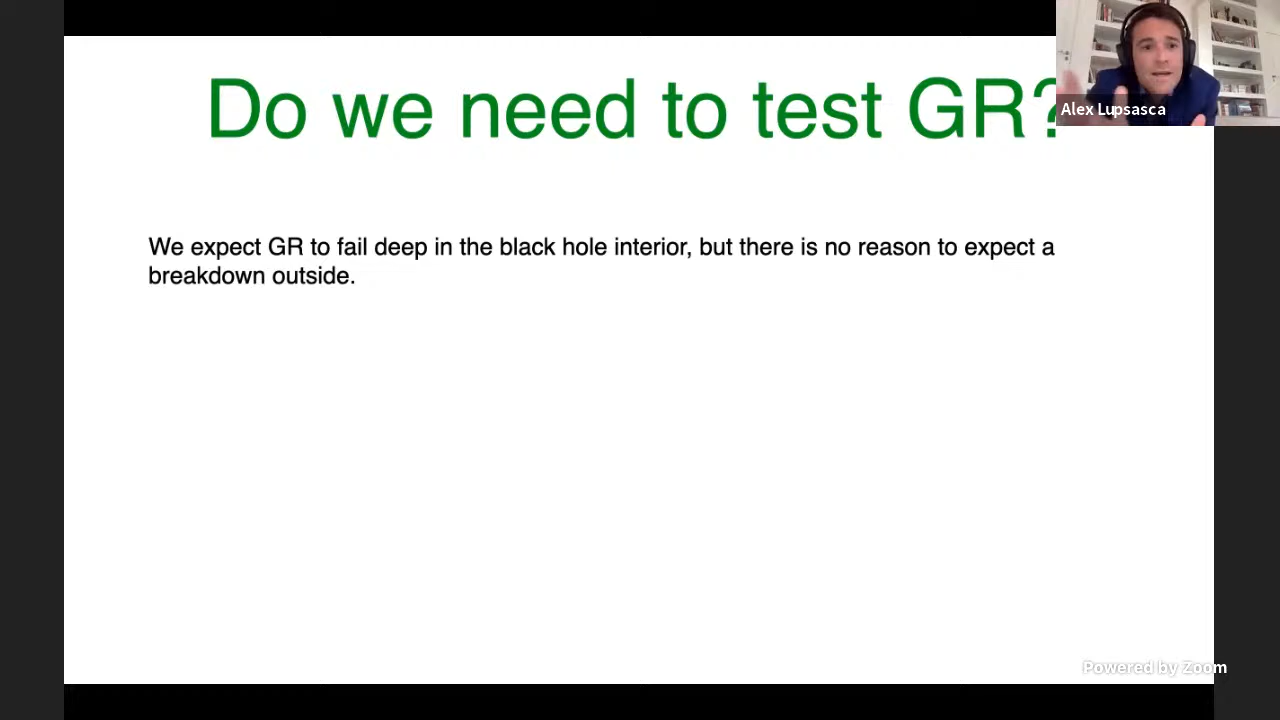 Do we need to test GR?
Alex Lupsasca
We expect GR to fail deep in the black hole interior, but there is no reason to expect a
breakdown outside.
Powered by Zoom